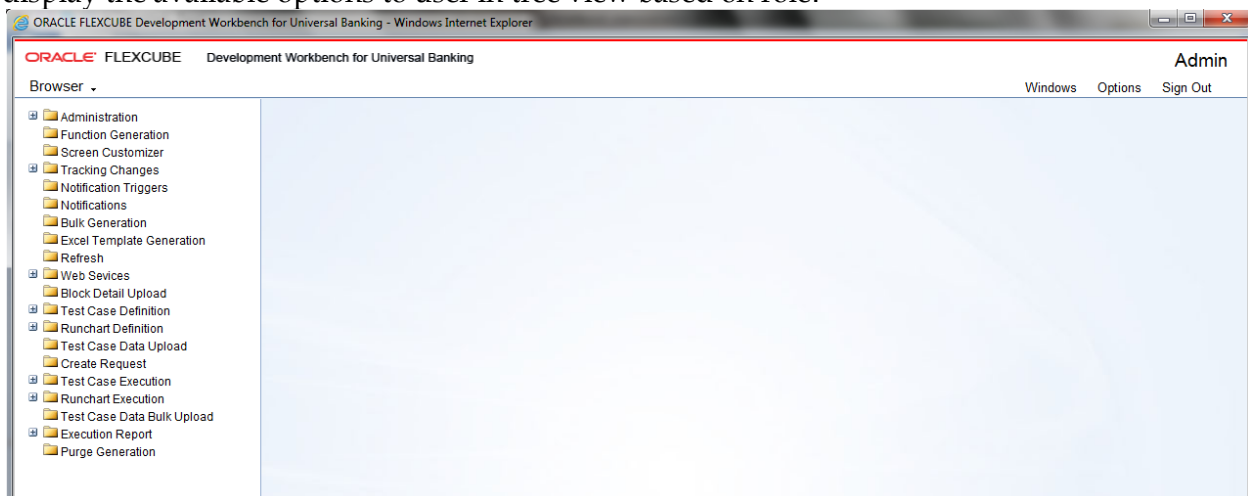 display the available options to user in tree view based on role.
ORACLE FLEXCUBE Development Workbench for Universal Banking - Windows Internet Explorer
ORACLE FLEXCUBE Development Workbench for Universal Banking
Admin
Browser
Windows Options Sign Out
Administration
Function Generation
Screen Customizer
Tracking Changes
Notification Triggers
Notifications
Bulk Generation
Excel Template Generation
Refresh
Web Sevices
Block Detail Upload
Test Case Definition
Runchart Definition
Test Case Data Upload
Create Request
Test Case Execution
Runchart Execution
Test Case Data Bulk Upload
Execution Report
Purge Generation